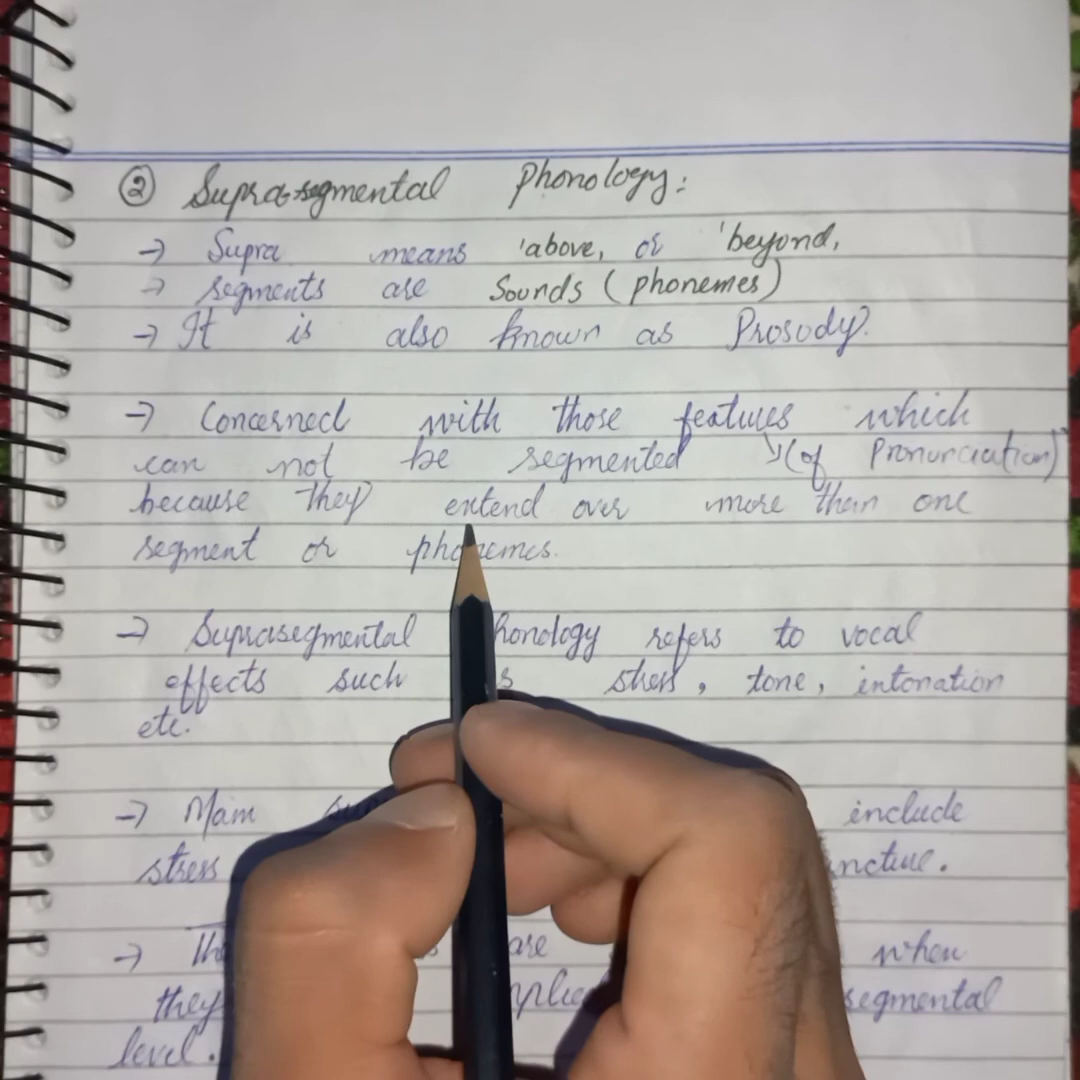 ② Suprasegmental Phonology:
→ Supra means 'above, or 'beyond,
→ segments are Sounds (phonemes)
→ It is also known as Prosody.
→ Concerned with those features which
can not be segmented (of Pronunciation)
because they extend over more than one
segment or phonemes.
→ Suprasegmental refers to vocal
effects such stress, tone, intonation
etc.
→ Main include
stress
→ are when
they segmental
level.